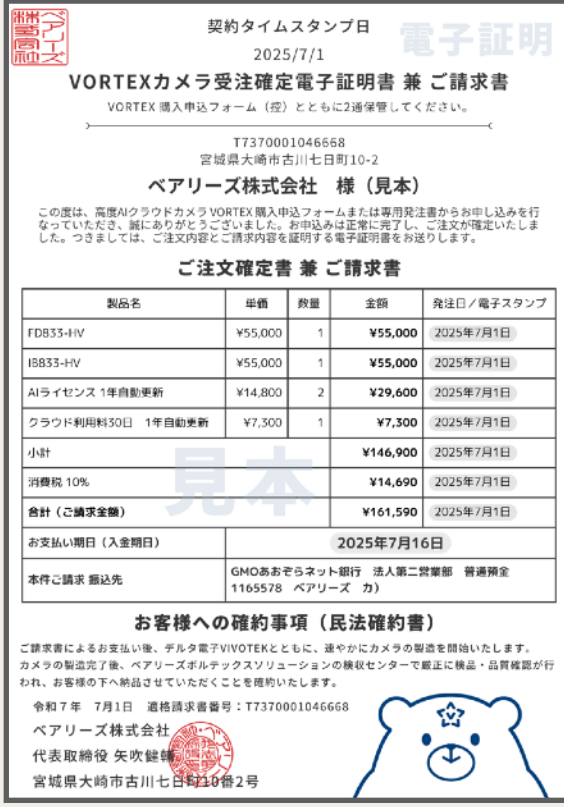 株式会社
ベアリーズ
契約タイムスタンプ日
電子証明
2025/7/1
VORTEXカメラ受注確定電子証明書 兼 ご請求書
VORTEX 購入申込フォーム（控）とともに2通保管してください。
T7370001046668
宮城県大崎市古川七日町10-2
ベアリーズ株式会社　様（見本）
この度は、高度AIクラウドカメラ VORTEX 購入申込フォームまたは専用発注書からお申し込みを行
なっていただき、誠にありがとうございました。お申込みは正常に完了し、ご注文が確定いたしま
した。つきましては、ご注文内容とご請求内容を証明する電子証明書をお送りします。
ご注文確定書 兼 ご請求書
製品名 単価 数量 金額 発注日／電子スタンプ
FD833-HV ¥55,000 1 ¥55,000 2025年7月1日
IB833-HV ¥55,000 1 ¥55,000 2025年7月1日
AIライセンス 1年自動更新 ¥14,800 2 ¥29,600 2025年7月1日
クラウド利用料30日　1年自動更新 ¥7,300 1 ¥7,300 2025年7月1日
小計 ¥146,900 2025年7月1日
見本
消費税 10% ¥14,690 2025年7月1日
合計（ご請求金額） ¥161,590 2025年7月1日
お支払い期日（入金期日） 2025年7月16日
本件ご請求 振込先 GMOあおぞらネット銀行　法人第二営業部　普通預金
1165578　ベアリーズ　カ）
お客様への確約事項（民法確約書）
ご請求書によるお支払い後、デルタ電子VIVOTEKとともに、速やかにカメラの製造を開始いたします。
カメラの製造完了後、ベアリーズボルテックスソリューションの検収センターで厳正に検品・品質確認が行
われ、お客様の下へ納品させていただくことを確約いたします。
令和７年　7月1日　適格請求書番号：T7370001046668
ベアリーズ株式会社
代表取締役 矢吹健輔
宮城県大崎市古川七日町10番2号